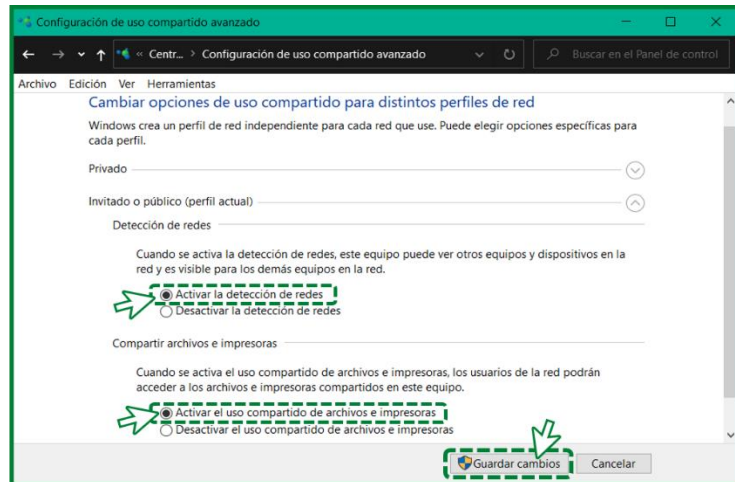 Configuración de uso compartido avanzado
« Centr... > Configuración de uso compartido avanzado
Buscar en el Panel de control
Archivo Edición Ver Herramientas
Cambiar opciones de uso compartido para distintos perfiles de red
Windows crea un perfil de red independiente para cada red que use. Puede elegir opciones específicas para
cada perfil.
Privado
Invitado o público (perfil actual)
Detección de redes
Cuando se activa la detección de redes, este equipo puede ver otros equipos y dispositivos en la
red y es visible para los demás equipos en la red.
Activar la detección de redes
Desactivar la detección de redes
Compartir archivos e impresoras
Cuando se activa el uso compartido de archivos e impresoras, los usuarios de la red podrán
acceder a los archivos e impresoras compartidos en este equipo.
Activar el uso compartido de archivos e impresoras
Desactivar el uso compartido de archivos e impresoras
Guardar cambios Cancelar